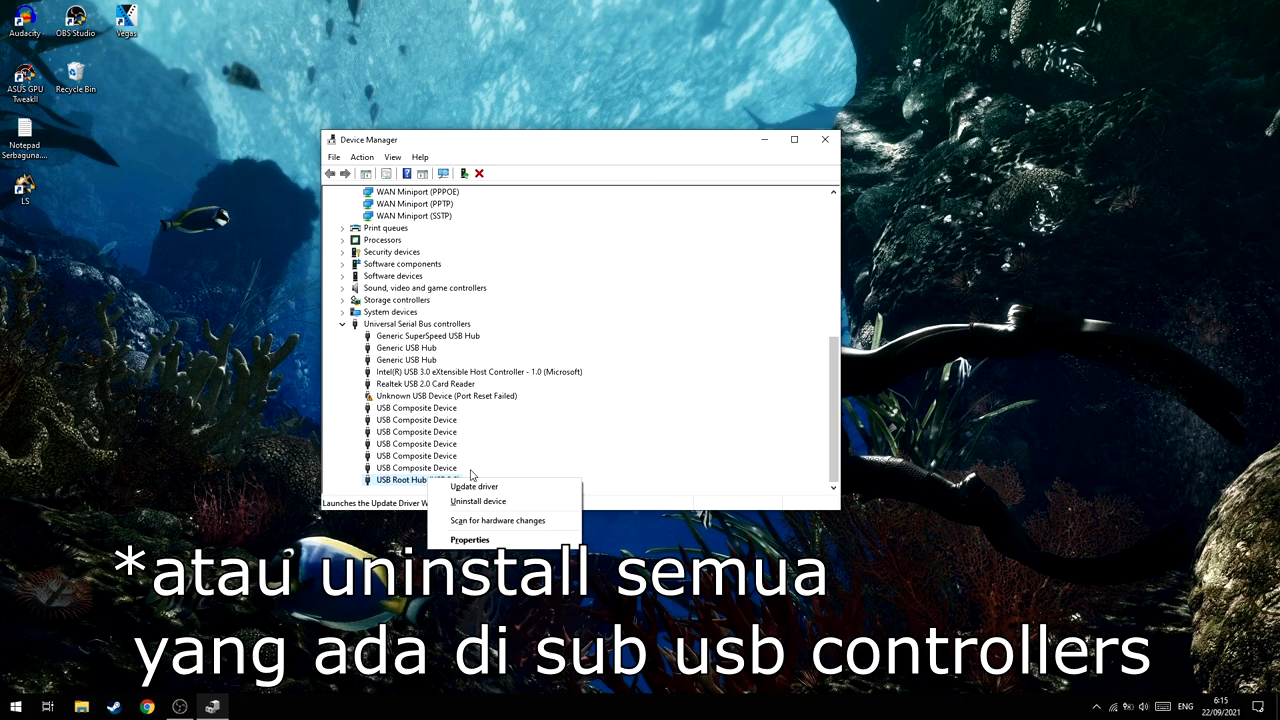 Audacity
OBS Studio
Vegas
ASUS GPU
TweakII
Recycle Bin
Notepad
Serbaguna....
LS
Device Manager
File Action View Help
WAN Miniport (PPPOE)
WAN Miniport (PPTP)
WAN Miniport (SSTP)
Print queues
Processors
Security devices
Software components
Software devices
Sound, video and game controllers
Storage controllers
System devices
Universal Serial Bus controllers
Generic SuperSpeed USB Hub
Generic USB Hub
Generic USB Hub
Intel(R) USB 3.0 eXtensible Host Controller - 1.0 (Microsoft)
Realtek USB 2.0 Card Reader
Unknown USB Device (Port Reset Failed)
USB Composite Device
USB Composite Device
USB Composite Device
USB Composite Device
USB Composite Device
USB Composite Device
USB Root Hub
Update driver
Uninstall device
Scan for hardware changes
Properties
Launches the Update Driver W
*atau uninstall semua
yang ada di sub usb controllers
ENG
6:15
22/09/2021